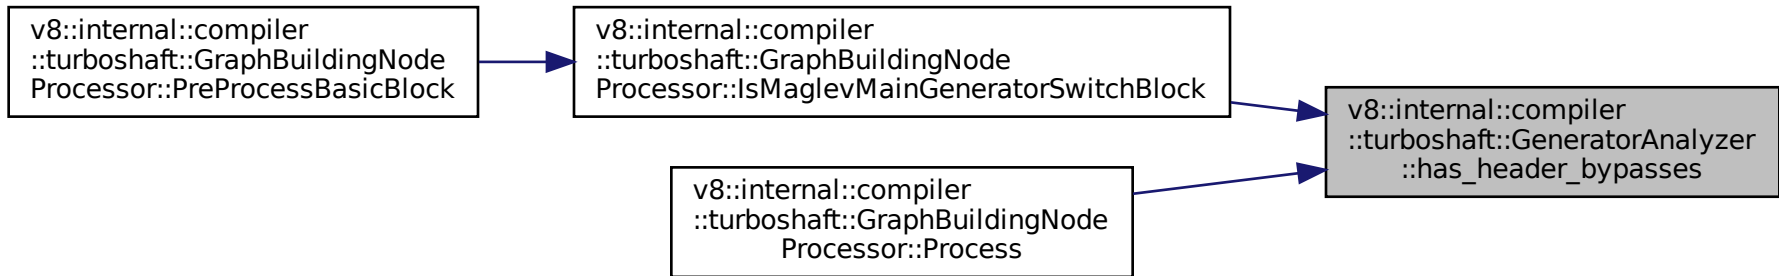 v8::internal::compiler
::turboshaft::GraphBuildingNode
Processor::PreProcessBasicBlock
v8::internal::compiler
::turboshaft::GraphBuildingNode
Processor::IsMaglevMainGeneratorSwitchBlock
v8::internal::compiler
::turboshaft::GeneratorAnalyzer
::has_header_bypasses
v8::internal::compiler
::turboshaft::GraphBuildingNode
Processor::Process